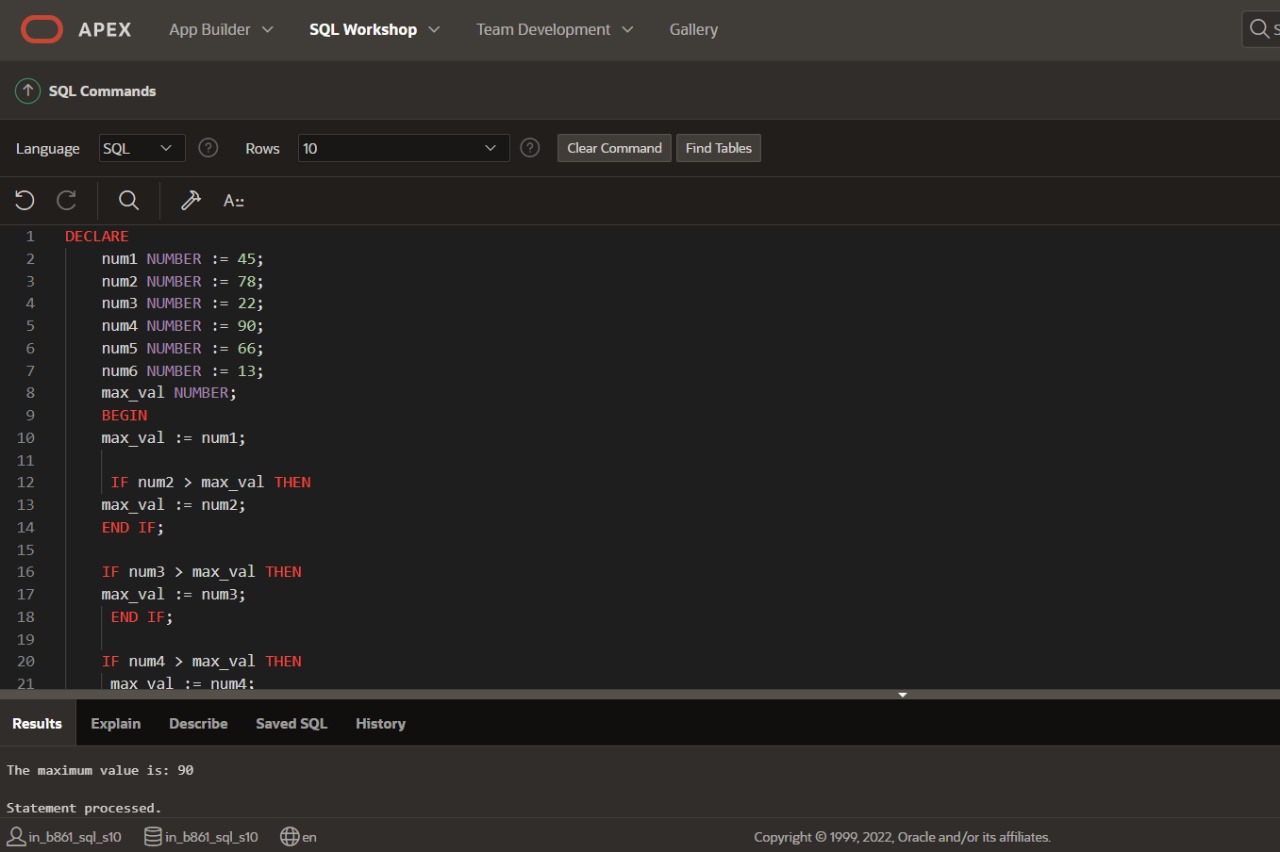 APEX App Builder SQL Workshop Team Development Gallery
SQL Commands
Language SQL ? Rows 10 ? Clear Command Find Tables
A::
1 DECLARE
2 num1 NUMBER := 45;
3 num2 NUMBER := 78;
4 num3 NUMBER := 22;
5 num4 NUMBER := 90;
6 num5 NUMBER := 66;
7 num6 NUMBER := 13;
8 max_val NUMBER;
9 BEGIN
10 max_val := num1;
11
12 IF num2 > max_val THEN
13 max_val := num2;
14 END IF;
15
16 IF num3 > max_val THEN
17 max_val := num3;
18 END IF;
19
20 IF num4 > max_val THEN
21 max_val := num4;
Results Explain Describe Saved SQL History
The maximum value is: 90
Statement processed.
in_b861_sql_s10 in_b861_sql_s10 en Copyright © 1999, 2022, Oracle and/or its affiliates.